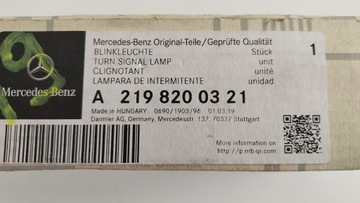 Mercedes-Benz Original-Teile/Geprüfte Qualität
BLINKLEUCHTE Stück 1
TURN SIGNAL LAMP unit
CLIGNOTANT unité
LAMPARA DE INTERMITENTE unidad
Mercedes-Benz
A 219 820 03 21
Made in HUNGARY 0690/1903/96 01.03.19
Daimler AG, Germany, Mercedesstr. 137, 70327 Stuttgart
More information on
http://p.mb-qr.com